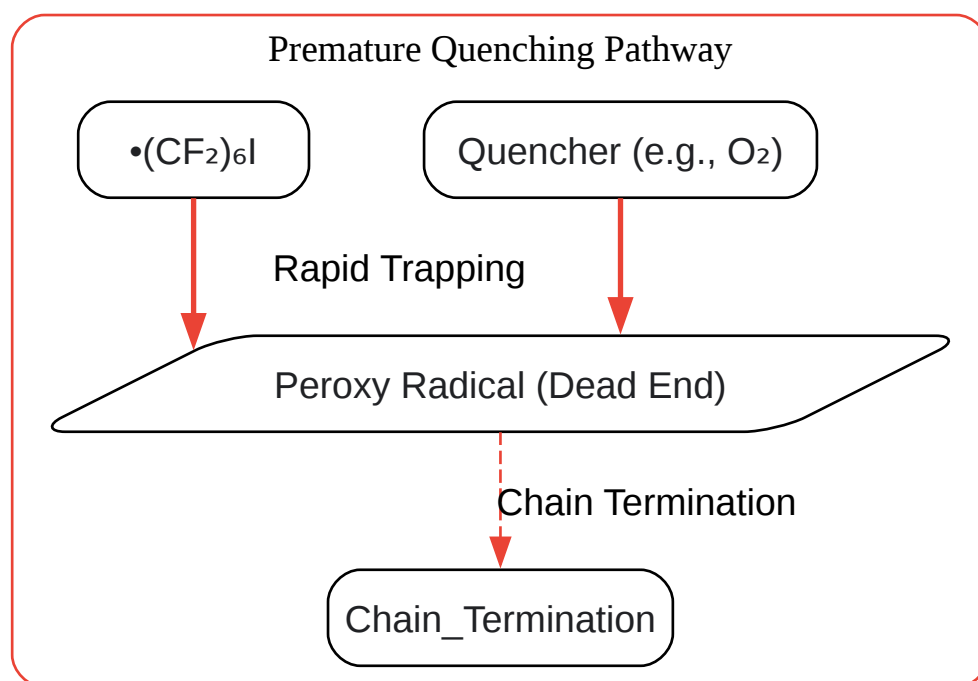 Premature Quenching Pathway
•(CF₂)₆I
Quencher (e.g., O₂)
Rapid Trapping
Peroxy Radical (Dead End)
Chain Termination
Chain_Termination